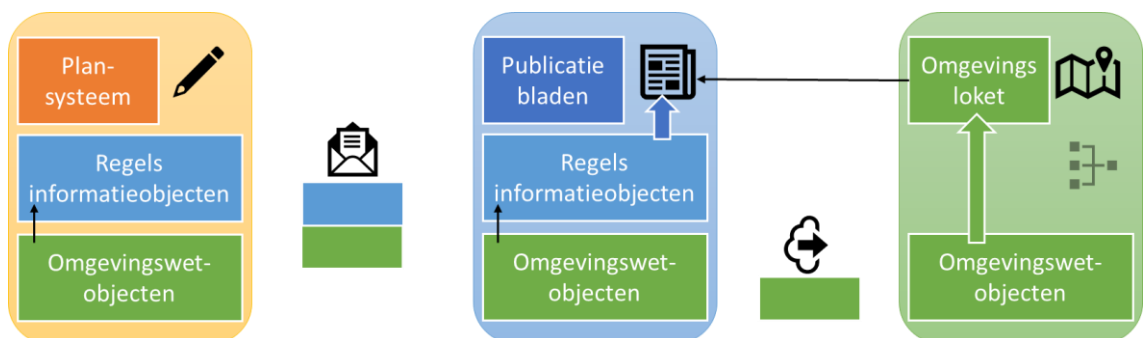 Plan-
systeem
Regels
informatieobjecten
Omgevingswet-
objecten
Publicatie
bladen
Regels
informatieobjecten
Omgevingswet-
objecten
Omgevings
loket
Omgevingswet-
objecten